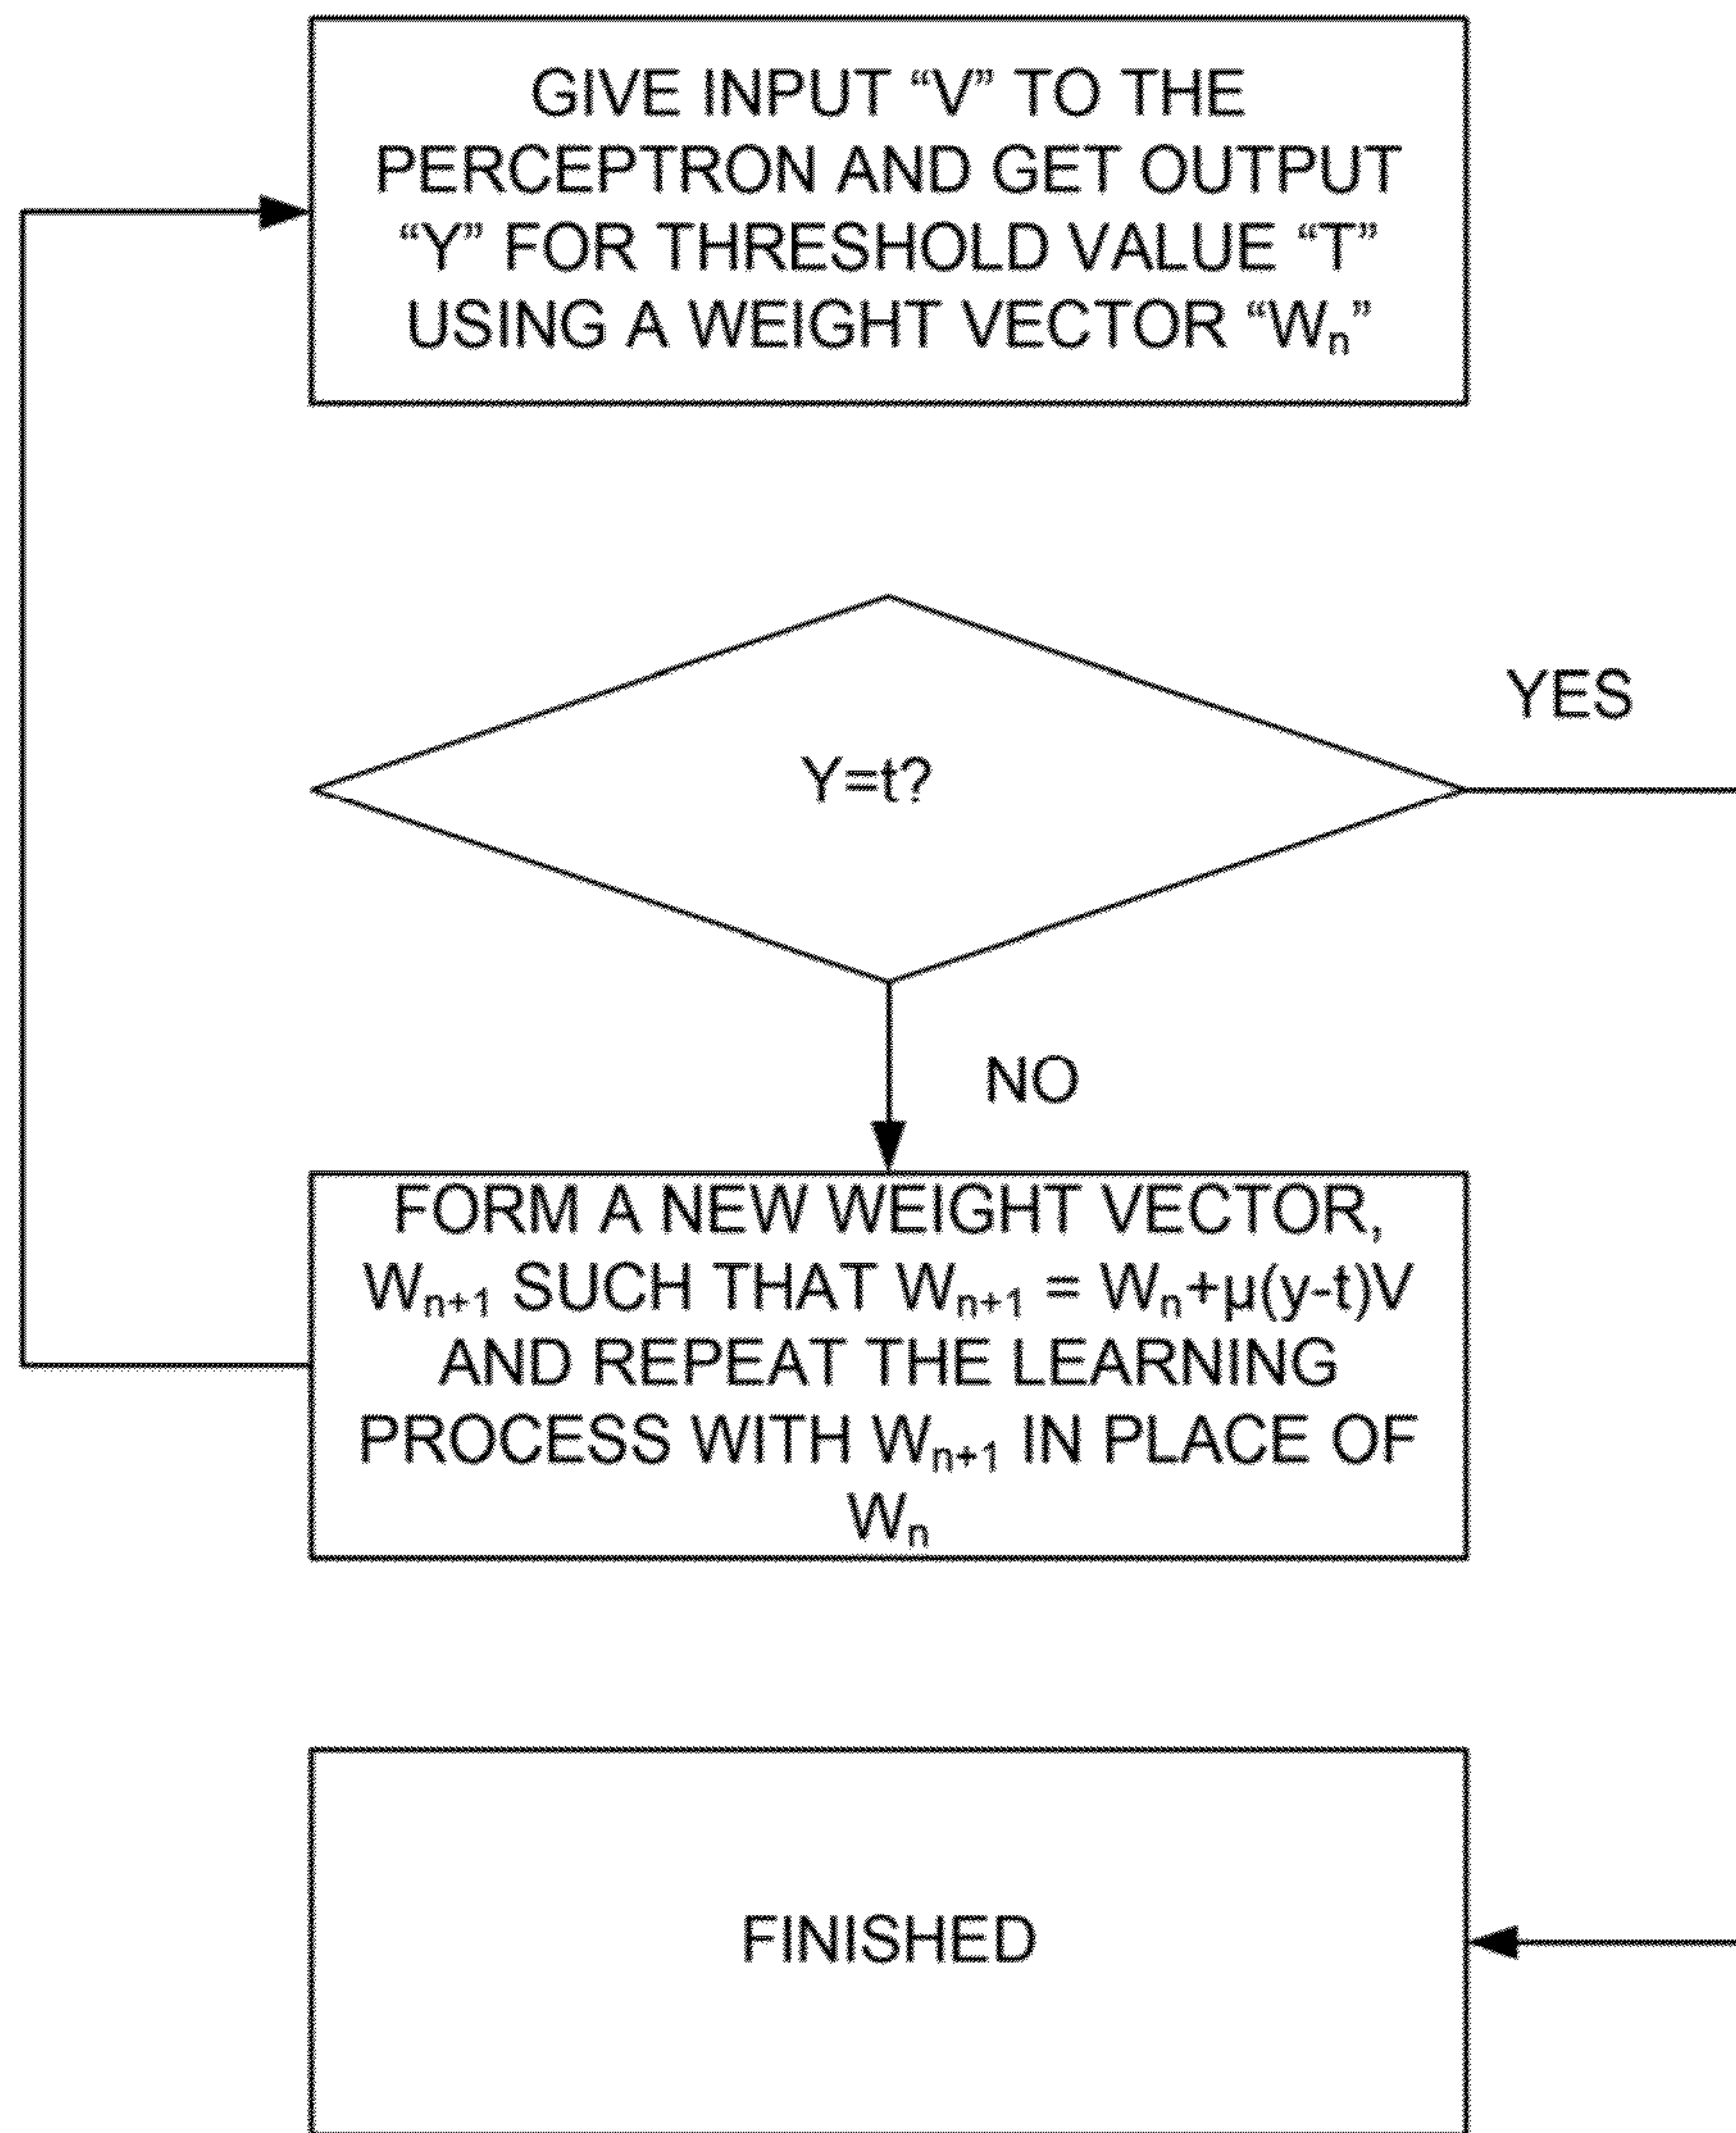 GIVE INPUT “V” TO THE
PERCEPTRON AND GET OUTPUT
“Y” FOR THRESHOLD VALUE “T”
USING A WEIGHT VECTOR “Wₙ”
Y=t?
YES
NO
FORM A NEW WEIGHT VECTOR,
Wₙ₊₁ SUCH THAT Wₙ₊₁ = Wₙ+µ(y-t)V
AND REPEAT THE LEARNING
PROCESS WITH Wₙ₊₁ IN PLACE OF
Wₙ
FINISHED